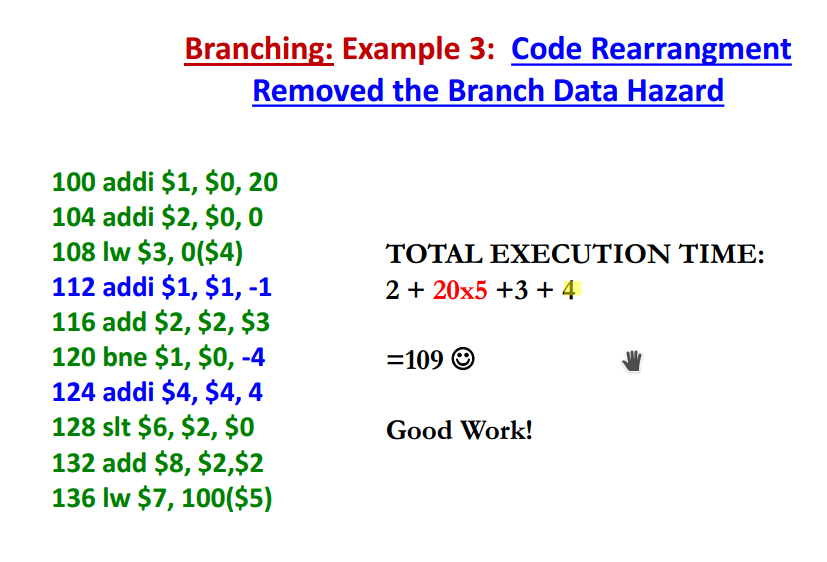 Branching: Example 3: Code Rearrangment
Removed the Branch Data Hazard
100 addi $1, $0, 20
104 addi $2, $0, 0
108 lw $3, 0($4)
112 addi $1, $1, -1
116 add $2, $2, $3
120 bne $1, $0, -4
124 addi $4, $4, 4
128 slt $6, $2, $0
132 add $8, $2,$2
136 lw $7, 100($5)
TOTAL EXECUTION TIME:
2 + 20x5 +3 + 4
=109 ☺
Good Work!